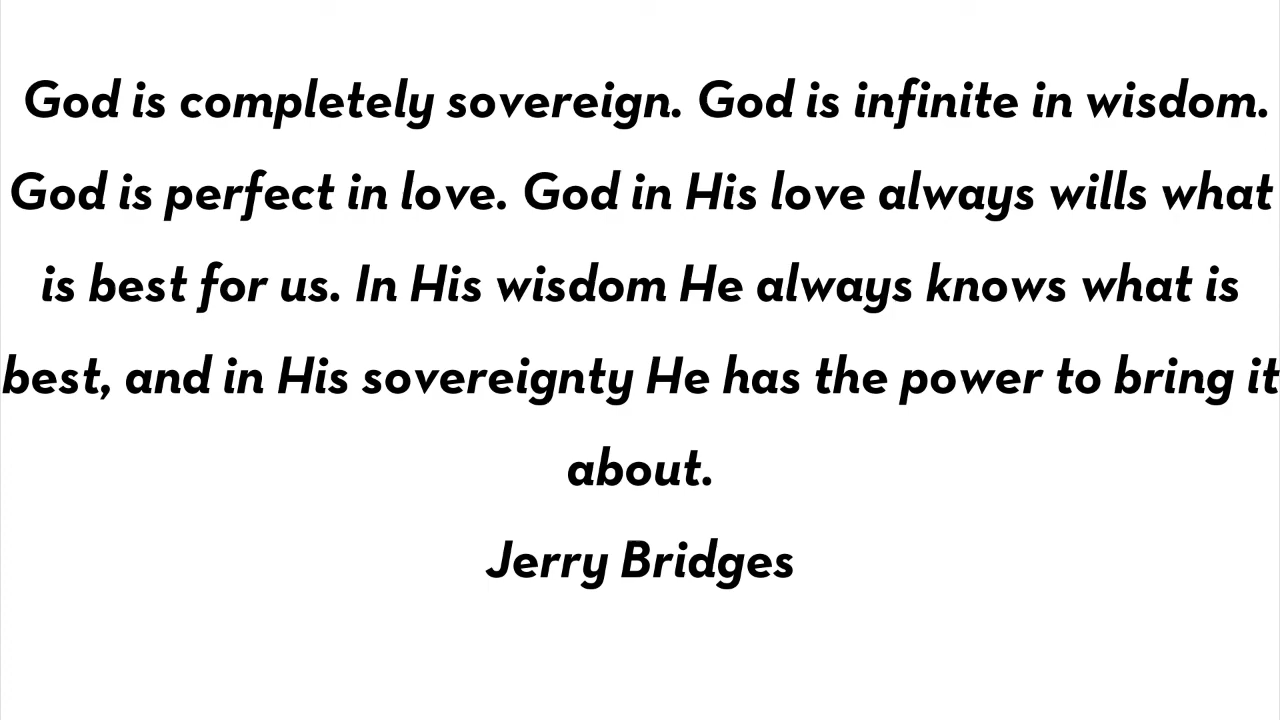 God is completely sovereign. God is infinite in wisdom.
God is perfect in love. God in His love always wills what
is best for us. In His wisdom He always knows what is
best, and in His sovereignty He has the power to bring it
about.
Jerry Bridges